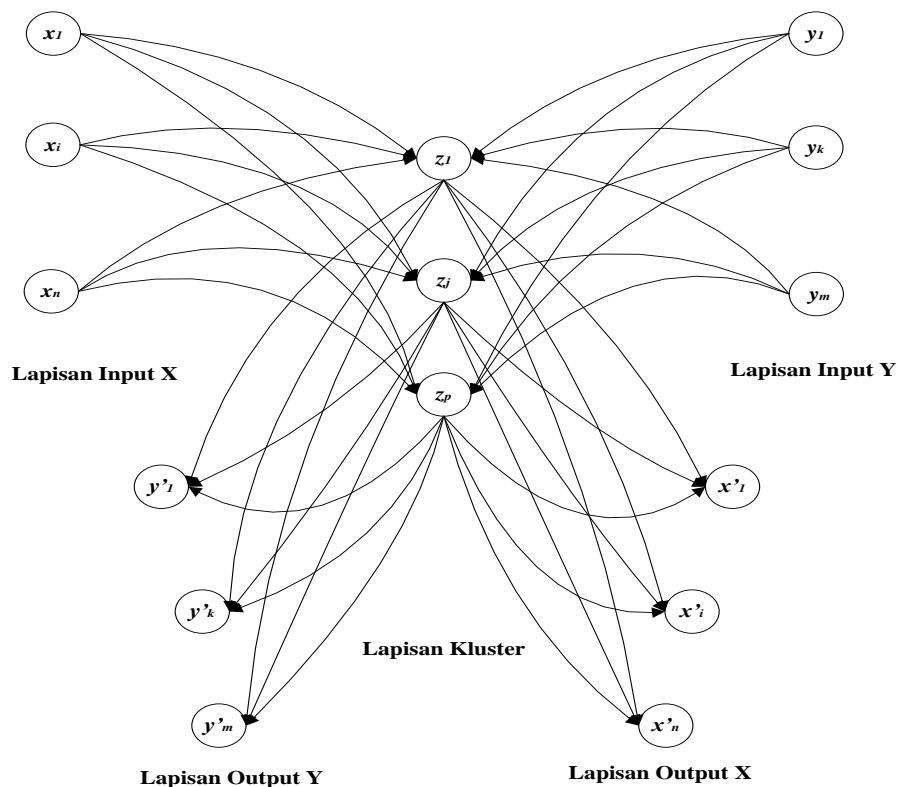 x1
y1
xi
yk
z1
xn
zj
ym
Lapisan Input X
Lapisan Input Y
zp
y'1
x'1
y'k
x'i
Lapisan Kluster
y'm
x'n
Lapisan Output Y
Lapisan Output X